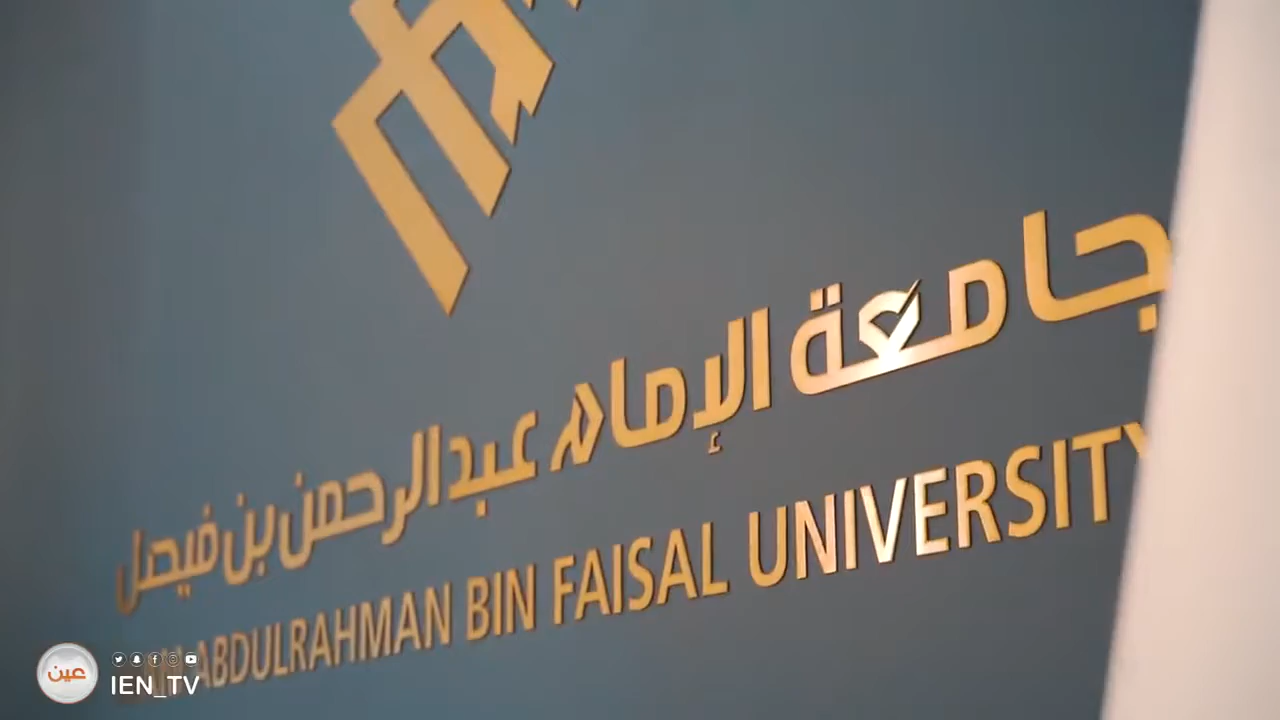 جامعة الإمام عبدالرحمن بن فيصل
ABDULRAHMAN BIN FAISAL UNIVERSITY
عين
IEN_TV